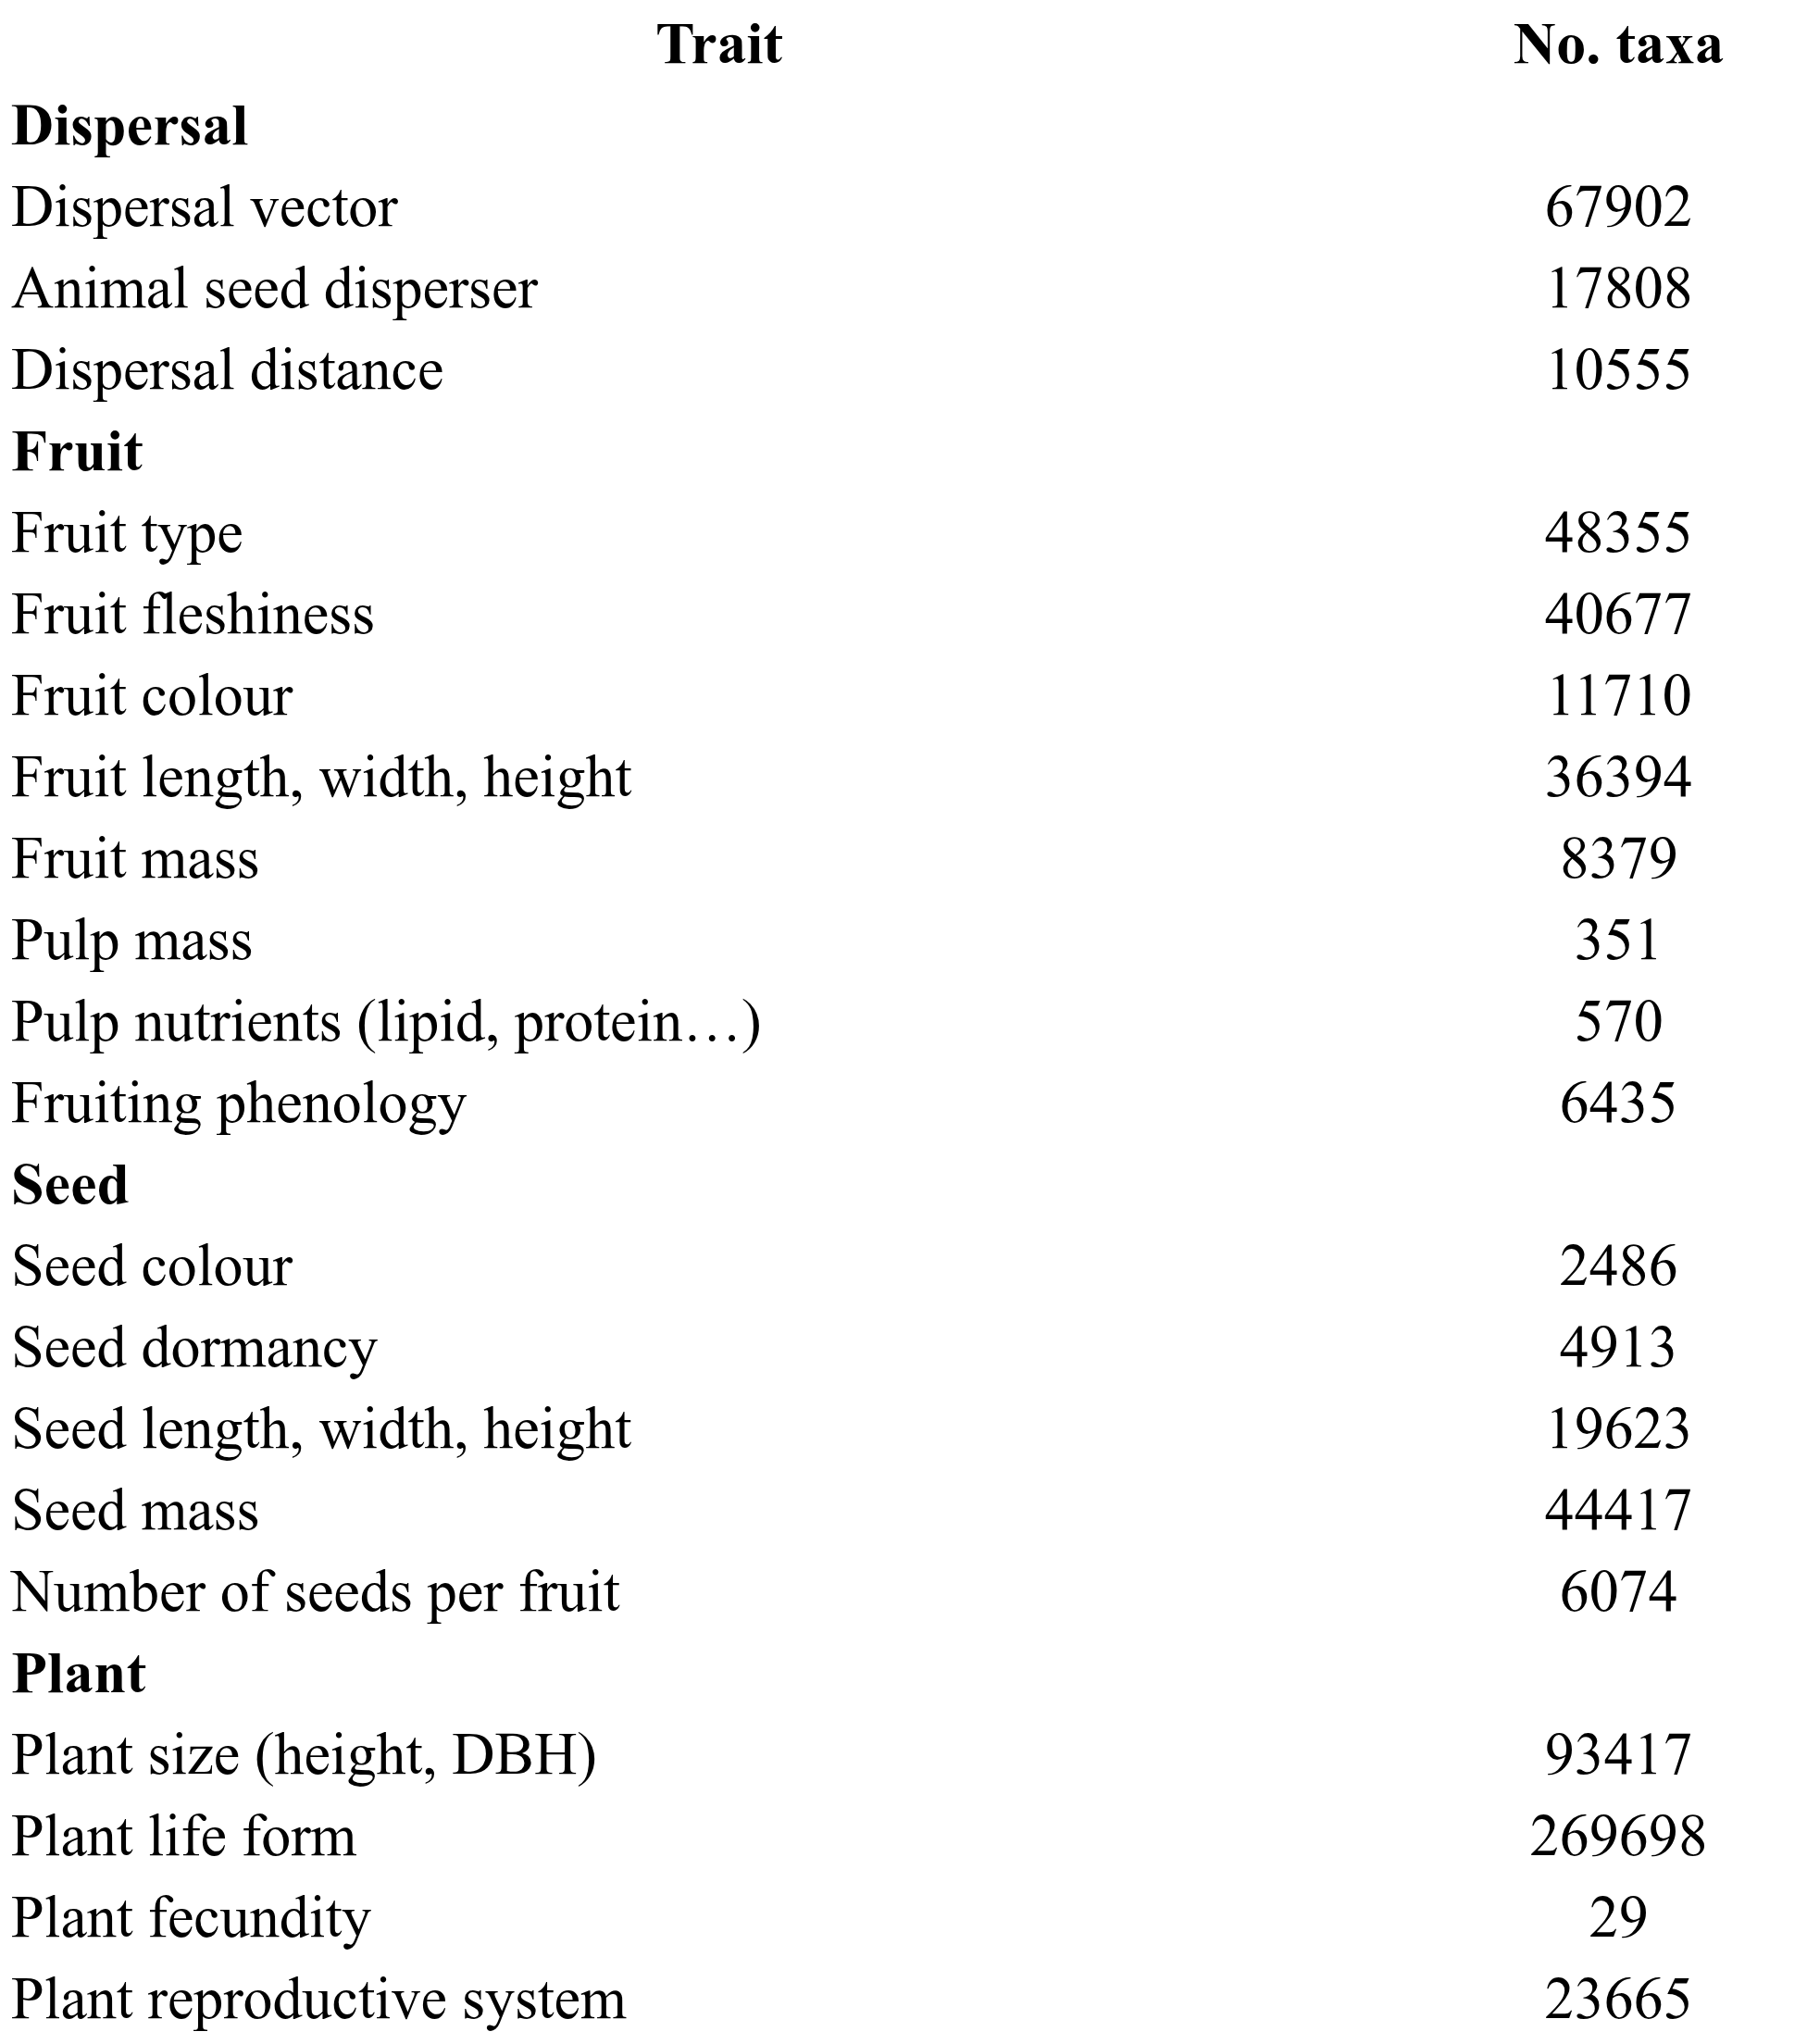 Trait No. taxa
Dispersal
Dispersal vector 67902
Animal seed disperser 17808
Dispersal distance 10555
Fruit
Fruit type 48355
Fruit fleshiness 40677
Fruit colour 11710
Fruit length, width, height 36394
Fruit mass 8379
Pulp mass 351
Pulp nutrients (lipid, protein…) 570
Fruiting phenology 6435
Seed
Seed colour 2486
Seed dormancy 4913
Seed length, width, height 19623
Seed mass 44417
Number of seeds per fruit 6074
Plant
Plant size (height, DBH) 93417
Plant life form 269698
Plant fecundity 29
Plant reproductive system 23665